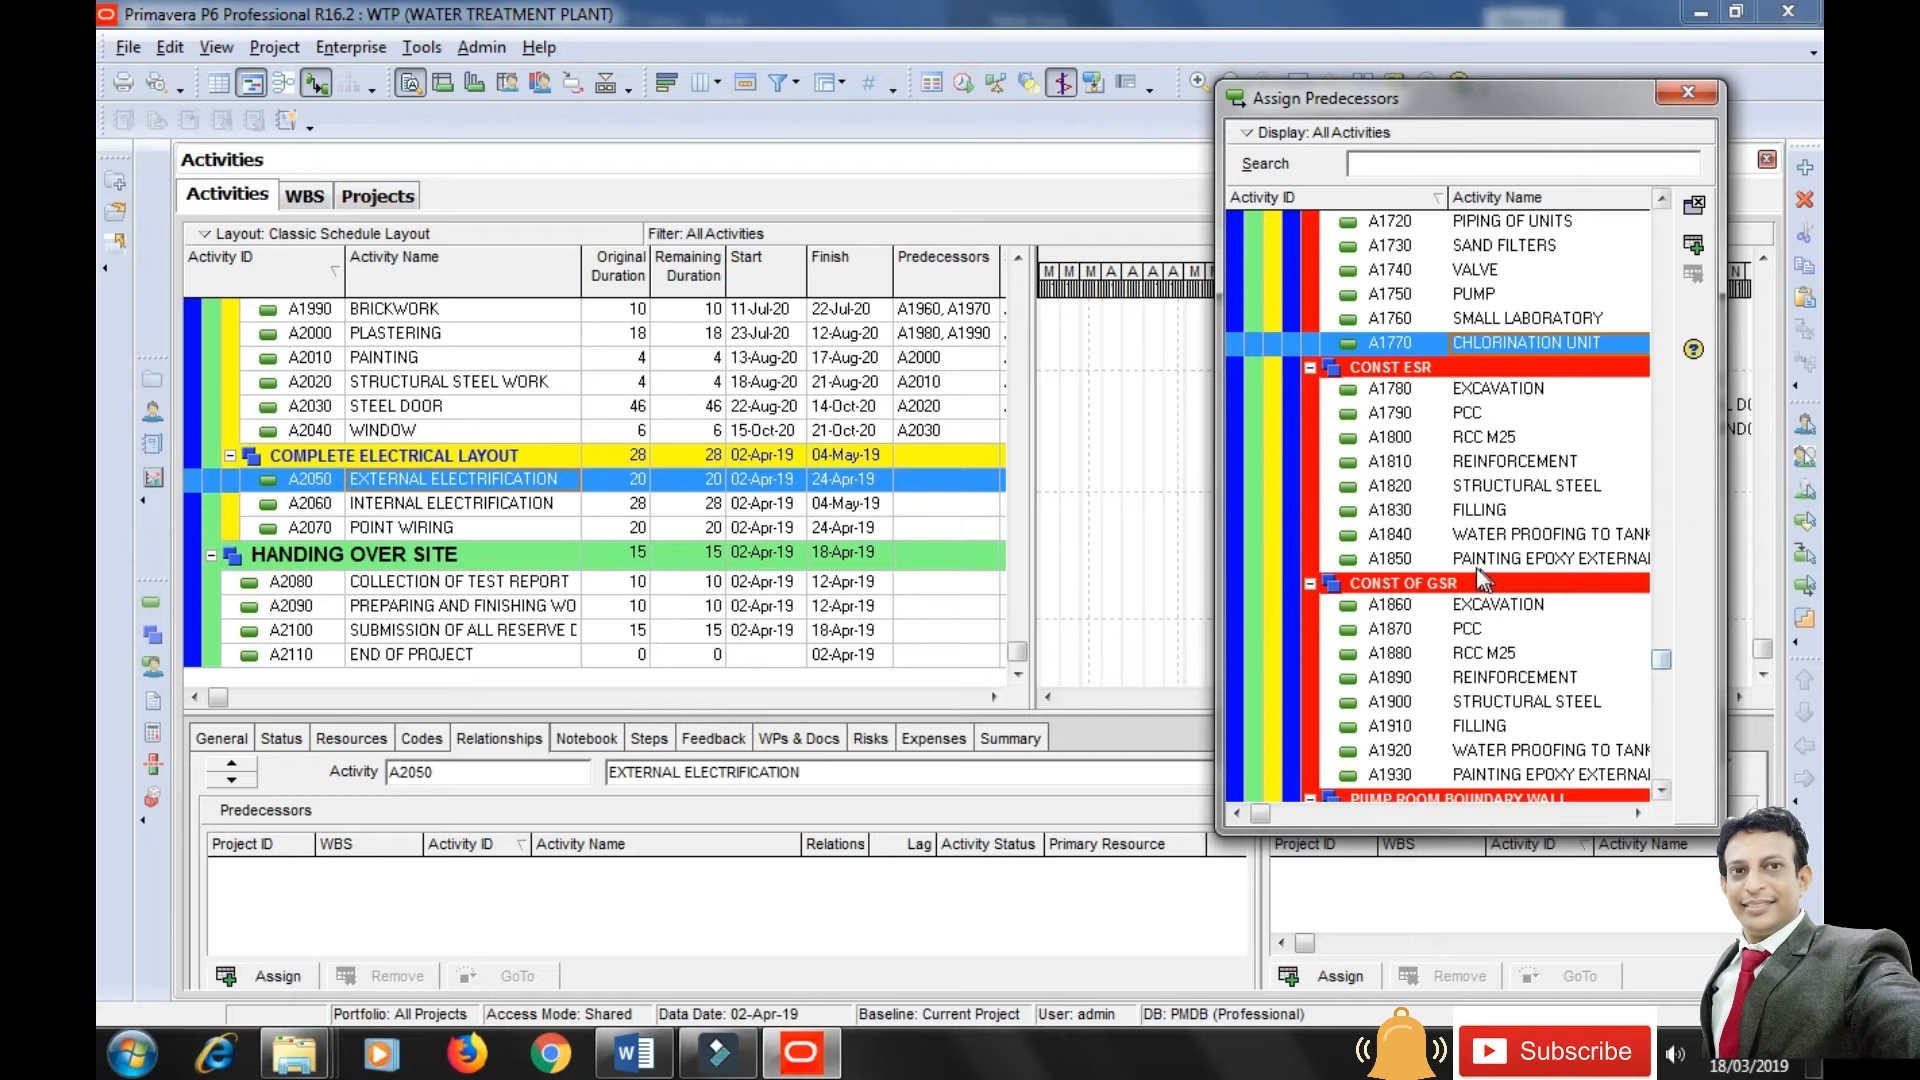 Primavera P6 Professional R16.2 : WTP (WATER TREATMENT PLANT)
File Edit View Project Enterprise Tools Admin Help
Activities
Activities WBS Projects
Layout: Classic Schedule Layout Filter: All Activities
Activity ID Activity Name Original Duration Remaining Duration Start Finish Predecessors
M M M A A A A M
A1990 BRICKWORK 10 10 11-Jul-20 22-Jul-20 A1960, A1970
A2000 PLASTERING 18 18 23-Jul-20 12-Aug-20 A1980, A1990
A2010 PAINTING 4 4 13-Aug-20 17-Aug-20 A2000
A2020 STRUCTURAL STEEL WORK 4 4 18-Aug-20 21-Aug-20 A2010
A2030 STEEL DOOR 46 46 22-Aug-20 14-Oct-20 A2020
A2040 WINDOW 6 6 15-Oct-20 21-Oct-20 A2030
COMPLETE ELECTRICAL LAYOUT 28 28 02-Apr-19 04-May-19
A2050 EXTERNAL ELECTRIFICATION 20 20 02-Apr-19 24-Apr-19
A2060 INTERNAL ELECTRIFICATION 28 28 02-Apr-19 04-May-19
A2070 POINT WIRING 20 20 02-Apr-19 24-Apr-19
HANDING OVER SITE 15 15 02-Apr-19 18-Apr-19
A2080 COLLECTION OF TEST REPORT 10 10 02-Apr-19 12-Apr-19
A2090 PREPARING AND FINISHING WO 10 10 02-Apr-19 12-Apr-19
A2100 SUBMISSION OF ALL RESERVE D 15 15 02-Apr-19 18-Apr-19
A2110 END OF PROJECT 0 0 02-Apr-19
General Status Resources Codes Relationships Notebook Steps Feedback WPs & Docs Risks Expenses Summary
Activity A2050 EXTERNAL ELECTRIFICATION
Predecessors
Project ID WBS Activity ID Activity Name Relations Lag Activity Status Primary Resource
Project ID WBS Activity ID Activity Name
Assign Remove GoTo
Assign Remove GoTo
Assign Predecessors
Display: All Activities
Search
Activity ID Activity Name
A1720 PIPING OF UNITS
A1730 SAND FILTERS
A1740 VALVE
A1750 PUMP
A1760 SMALL LABORATORY
A1770 CHLORINATION UNIT
CONST ESR
A1780 EXCAVATION
A1790 PCC
A1800 RCC M25
A1810 REINFORCEMENT
A1820 STRUCTURAL STEEL
A1830 FILLING
A1840 WATER PROOFING TO TANK
A1850 PAINTING EPOXY EXTERNAL
CONST OF GSR
A1860 EXCAVATION
A1870 PCC
A1880 RCC M25
A1890 REINFORCEMENT
A1900 STRUCTURAL STEEL
A1910 FILLING
A1920 WATER PROOFING TO TANK
A1930 PAINTING EPOXY EXTERNAL
PUMP ROOM BOUNDARY WALL
Portfolio: All Projects Access Mode: Shared Data Date: 02-Apr-19 Baseline: Current Project User: admin DB: PMDB (Professional)
Subscribe
18/03/2019